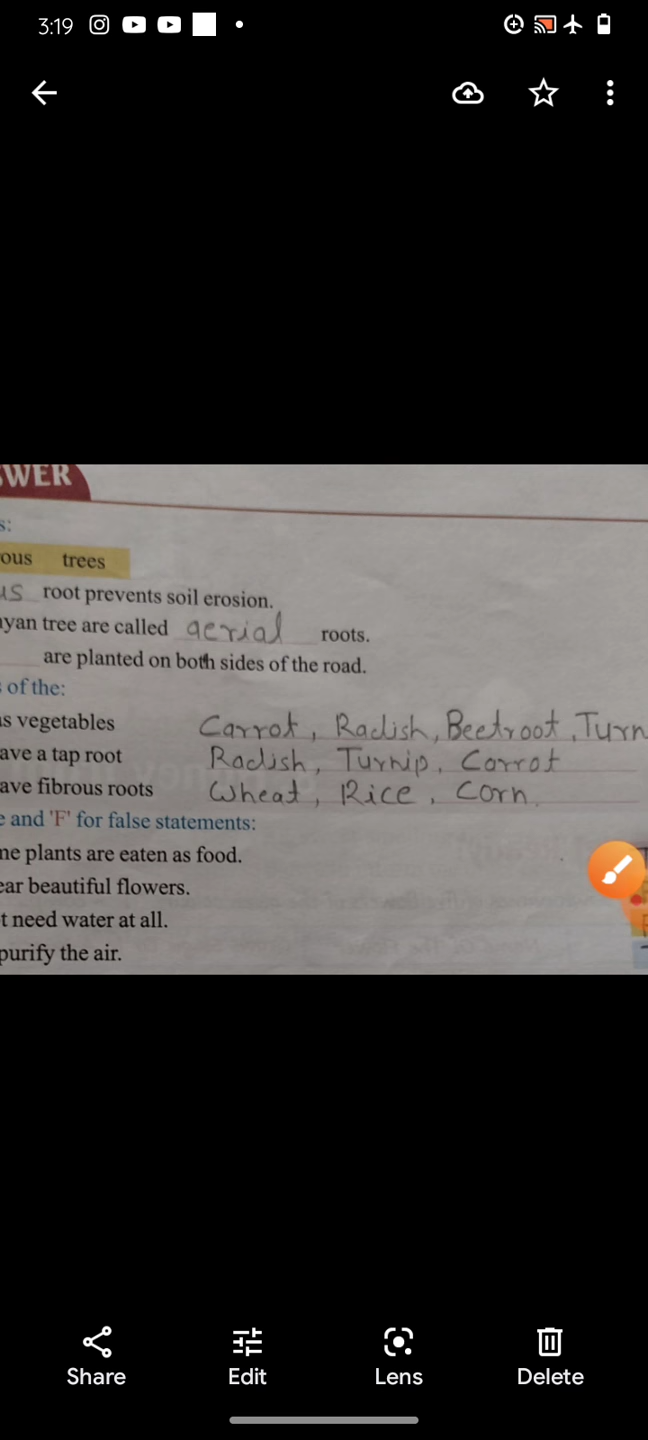 3:19
WER
s:
ous trees
us root prevents soil erosion.
yan tree are called aerial roots.
are planted on both sides of the road.
of the:
s vegetables Carrot, Radish, Beetroot, Turn
ave a tap root Radish, Turnip, Carrot
ave fibrous roots Wheat, Rice, Corn.
e and 'F' for false statements:
ne plants are eaten as food.
ear beautiful flowers.
t need water at all.
purify the air.
Share Edit Lens Delete